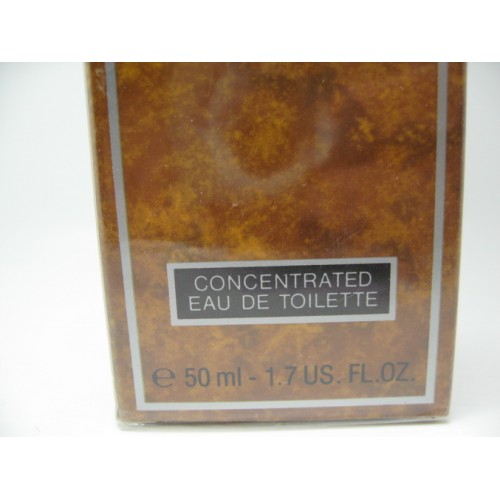 CONCENTRATED
EAU DE TOILETTE
℮ 50 ml - 1.7 US. FL.OZ.